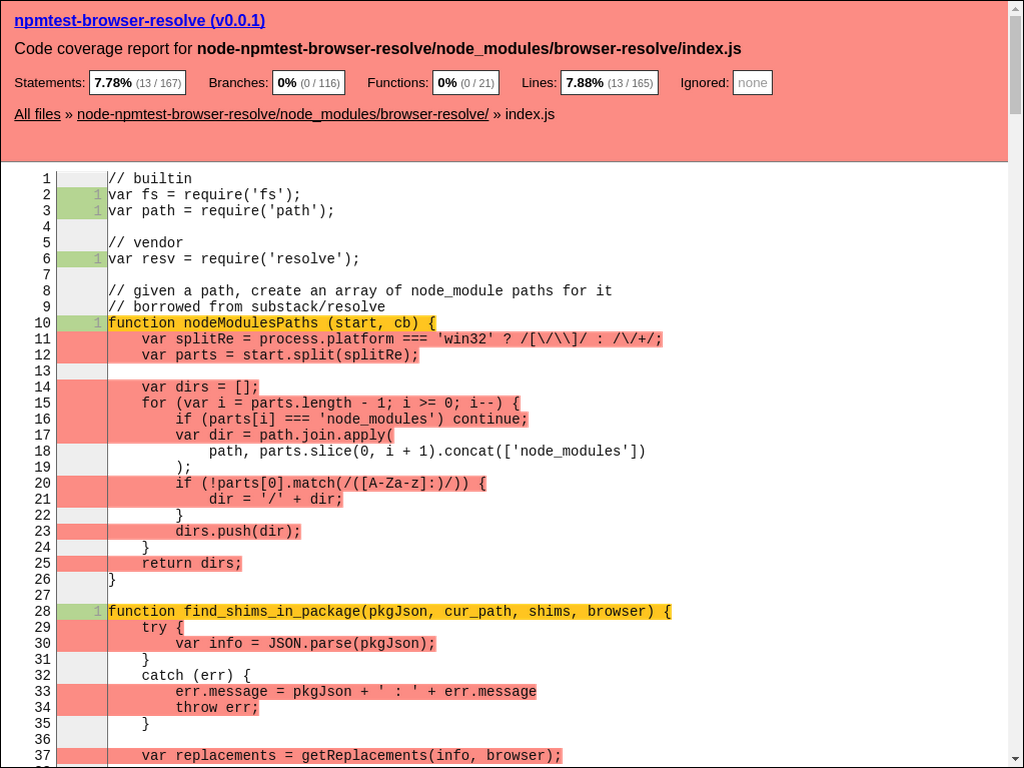 npmtest-browser-resolve (v0.0.1)
Code coverage report for node-npmtest-browser-resolve/node_modules/browser-resolve/index.js
Statements: 7.78% (13 / 167) Branches: 0% (0 / 116) Functions: 0% (0 / 21) Lines: 7.88% (13 / 165) Ignored: none
All files » node-npmtest-browser-resolve/node_modules/browser-resolve/ » index.js
1 // builtin
2 1 var fs = require('fs');
3 1 var path = require('path');
4
5 // vendor
6 1 var resv = require('resolve');
7
8 // given a path, create an array of node_module paths for it
9 // borrowed from substack/resolve
10 1 function nodeModulesPaths (start, cb) {
11     var splitRe = process.platform === 'win32' ? /[\/\\]/ : /\/+/;
12     var parts = start.split(splitRe);
13
14     var dirs = [];
15     for (var i = parts.length - 1; i >= 0; i--) {
16         if (parts[i] === 'node_modules') continue;
17         var dir = path.join.apply(
18             path, parts.slice(0, i + 1).concat(['node_modules'])
19         );
20         if (!parts[0].match(/([A-Za-z]:)/)) {
21             dir = '/' + dir;
22         }
23         dirs.push(dir);
24     }
25     return dirs;
26 }
27
28 1 function find_shims_in_package(pkgJson, cur_path, shims, browser) {
29     try {
30         var info = JSON.parse(pkgJson);
31     }
32     catch (err) {
33         err.message = pkgJson + ' : ' + err.message
34         throw err;
35     }
36
37     var replacements = getReplacements(info, browser);